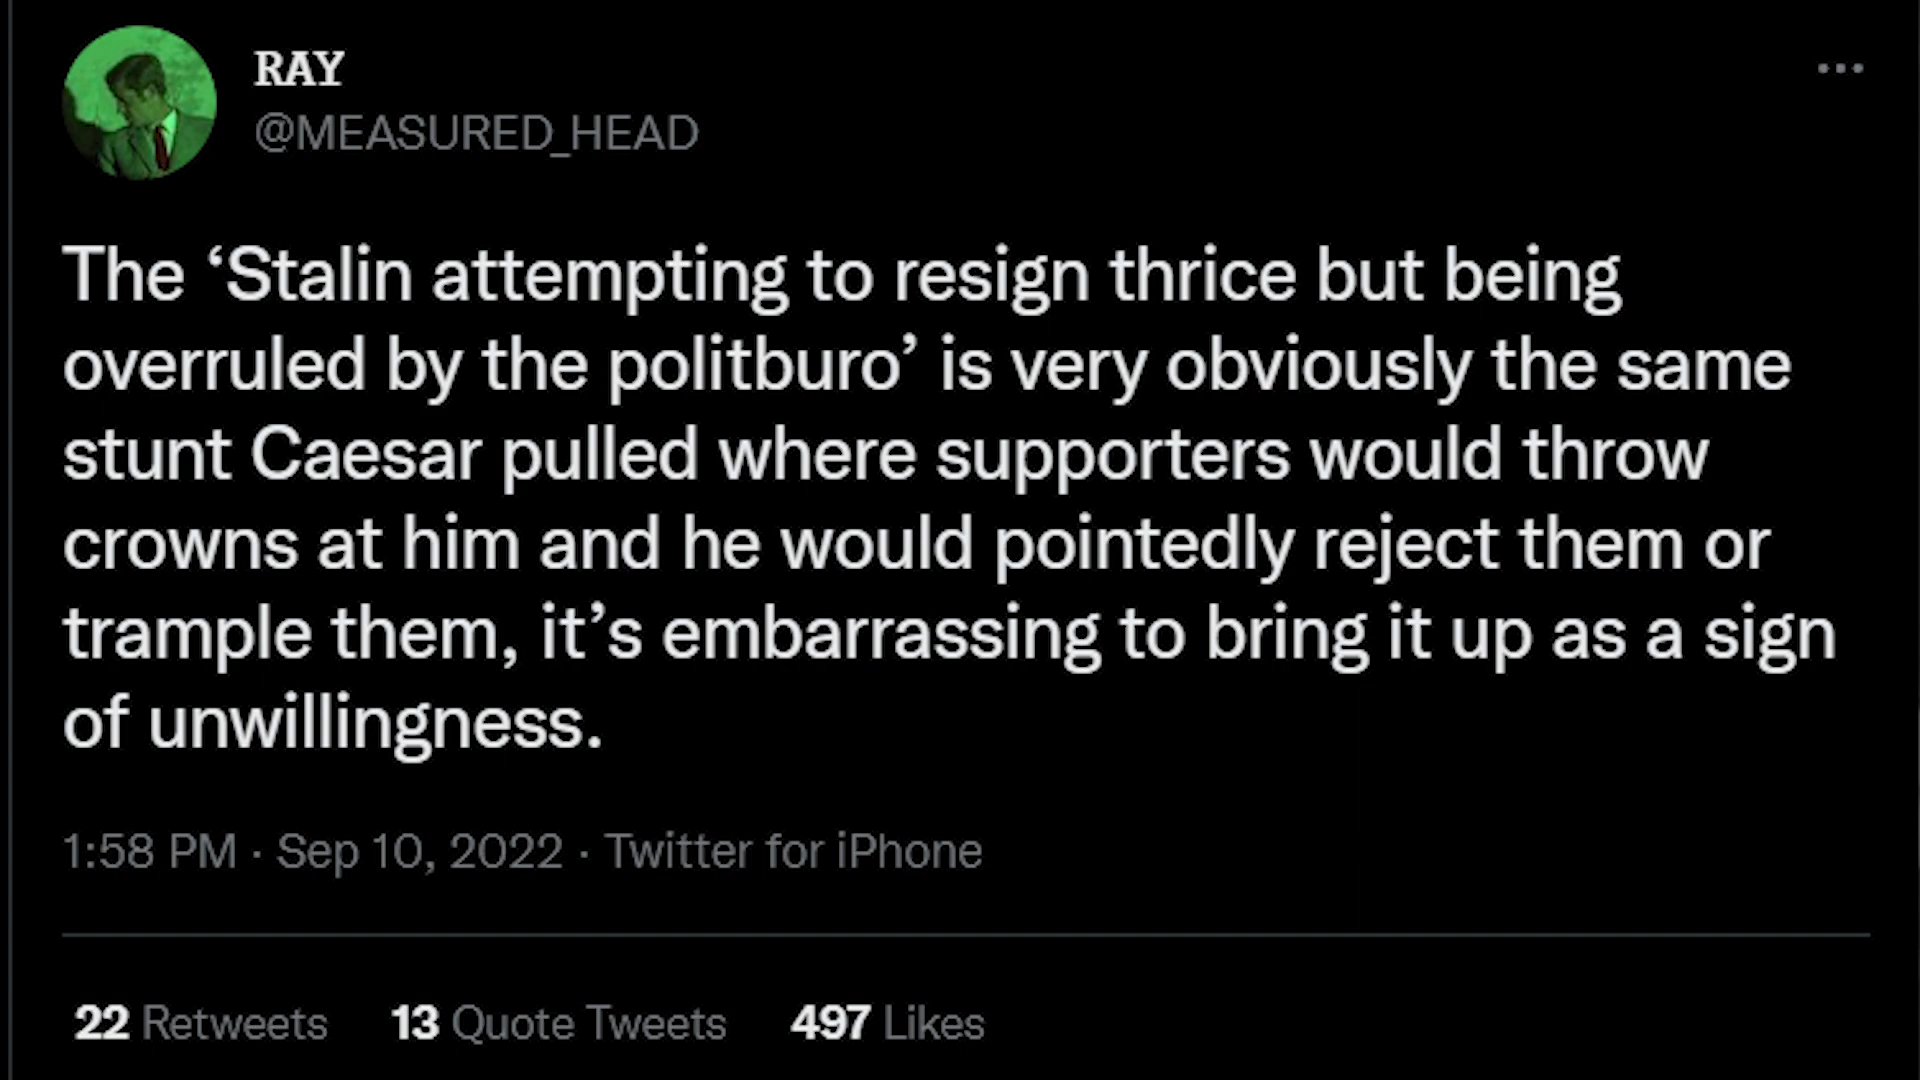 RAY
@MEASURED_HEAD
The ‘Stalin attempting to resign thrice but being
overruled by the politburo’ is very obviously the same
stunt Caesar pulled where supporters would throw
crowns at him and he would pointedly reject them or
trample them, it’s embarrassing to bring it up as a sign
of unwillingness.
1:58 PM · Sep 10, 2022 · Twitter for iPhone
22 Retweets 13 Quote Tweets 497 Likes